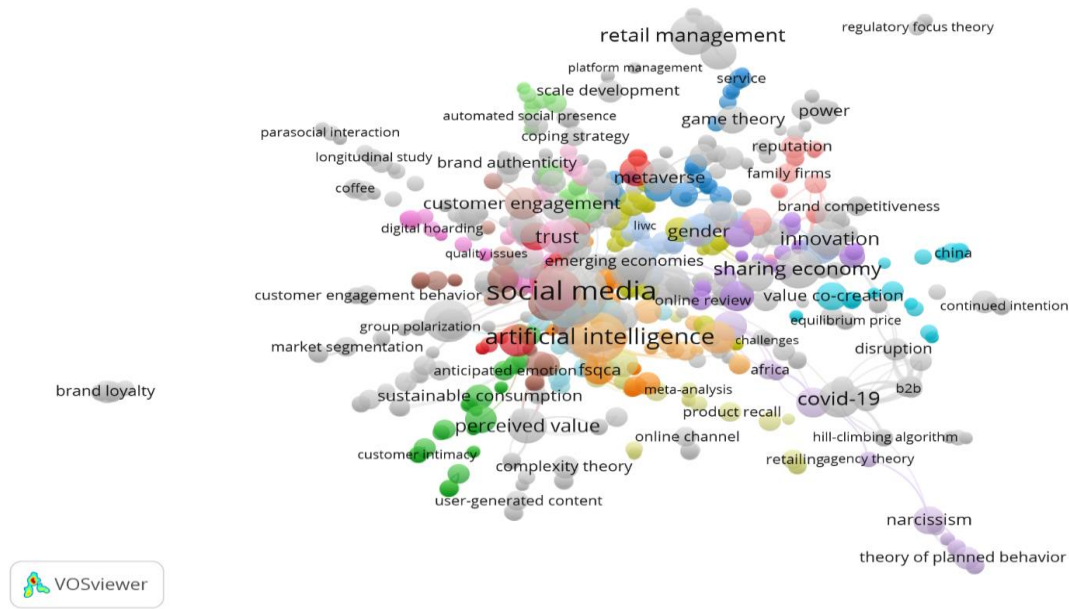 retail management
regulatory focus theory
platform management
service
scale development
power
automated social presence
game theory
parasocial interaction
coping strategy
reputation
longitudinal study
brand authenticity
family firms
metaverse
coffee
customer engagement
brand competitiveness
digital hoarding
liwc
gender
trust
innovation
quality issues
china
emerging economies
sharing economy
customer engagement behavior
social media
online review
value co-creation
continued intention
equilibrium price
group polarization
artificial intelligence
challenges
market segmentation
disruption
anticipated emotion
fsqca
africa
brand loyalty
meta-analysis
b2b
sustainable consumption
covid-19
product recall
perceived value
online channel
hill-climbing algorithm
customer intimacy
retailing
agency theory
complexity theory
user-generated content
narcissism
theory of planned behavior
VOSviewer